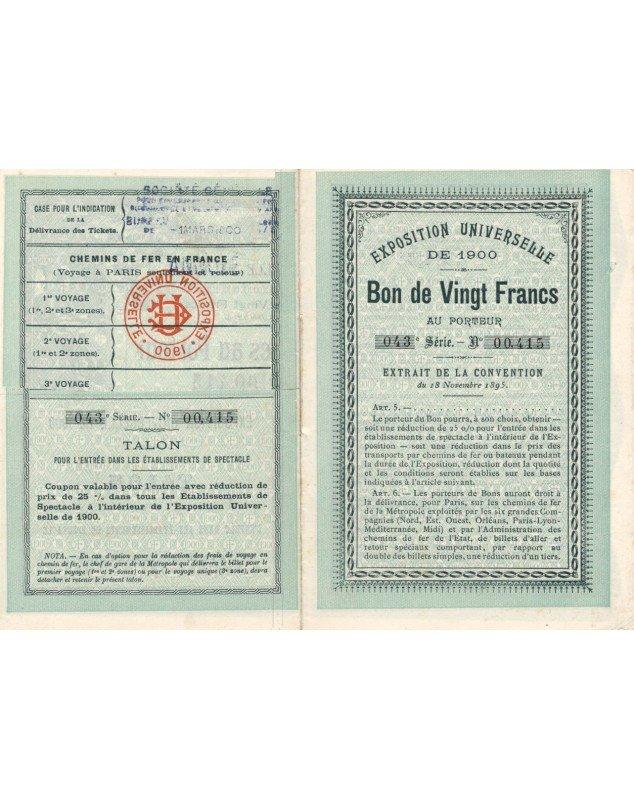 CASE POUR L'INDICATION
DE LA
Délivrance des Tickets.
SOCIÉTÉ GÉ
DE -1 MARS 1900
CHEMINS DE FER EN FRANCE
(Voyage à PARIS seulement et retour)
1er VOYAGE
(1re, 2e et 3e zones).
2e VOYAGE
(1re et 2e zones).
3e VOYAGE
EXPOSITION UNIVERSELLE
1900
043e SÉRIE. — No 00,415
TALON
POUR L'ENTRÉE DANS LES ÉTABLISSEMENTS DE SPECTACLE
Coupon valable pour l'entrée avec réduction de
prix de 25 % dans tous les Etablissements de
Spectacle à l'intérieur de l'Exposition Univer-
selle de 1900.
NOTA. — En cas d'option pour la réduction des frais de voyage en
chemin de fer, le chef de gare de la Métropole qui délivrera le billet pour le
premier voyage (1re et 2e zones) ou pour le voyage unique (3e zone), devra
détacher et retenir le présent talon.
EXPOSITION UNIVERSELLE
DE 1900
Bon de Vingt Francs
AU PORTEUR
043e Série. — No 00.415
EXTRAIT DE LA CONVENTION
du 18 Novembre 1895.
ART. 5. — . . . . . . . . . . . . . . . . . . . .
Le porteur du Bon pourra, à son choix, obtenir —
soit une réduction de 25 0/0 pour l'entrée dans les
établissements de spectacle à l'intérieur de l'Ex-
position — soit une réduction dans le prix des
transports par chemins de fer ou bateaux pendant
la durée de l'Exposition, réduction dont la quotité
et les conditions seront établies sur les bases
indiquées à l'article suivant.
ART. 6. — Les porteurs de Bons auront droit à
la délivrance, pour Paris, sur les chemins de fer
de la Métropole exploités par les six grandes Com-
pagnies (Nord, Est, Ouest, Orléans, Paris-Lyon-
Méditerranée, Midi) et par l'Administration des
chemins de fer de l'Etat, de billets d'aller et
retour spéciaux comportant, par rapport au
double des billets simples, une réduction d'un tiers.